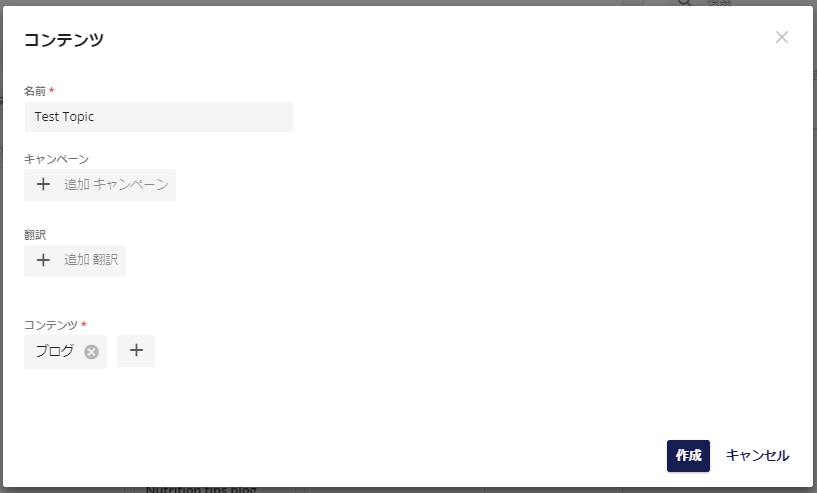 検索
コンテンツ
名前 *
Test Topic
キャンペーン
+ 追加 キャンペーン
翻訳
+ 追加 翻訳
コンテンツ *
ブログ
+
作成 キャンセル
Nutrition tips blog